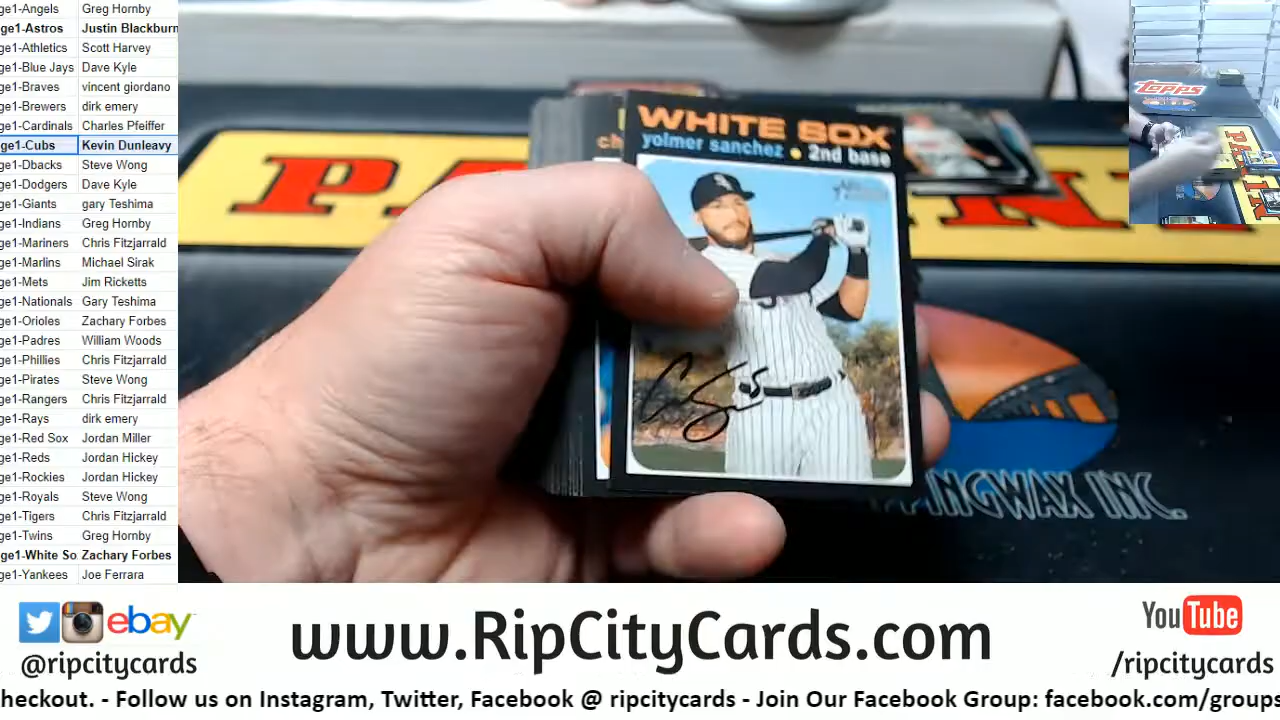 ge1-Angels Greg Hornby
ge1-Astros Justin Blackburn
ge1-Athletics Scott Harvey
ge1-Blue Jays Dave Kyle
ge1-Braves vincent giordano
ge1-Brewers dirk emery
ge1-Cardinals Charles Pfeiffer
ge1-Cubs Kevin Dunleavy
ge1-Dbacks Steve Wong
ge1-Dodgers Dave Kyle
ge1-Giants gary Teshima
ge1-Indians Greg Hornby
ge1-Mariners Chris Fitzjarrald
ge1-Marlins Michael Sirak
ge1-Mets Jim Ricketts
ge1-Nationals Gary Teshima
ge1-Orioles Zachary Forbes
ge1-Padres William Woods
ge1-Phillies Chris Fitzjarrald
ge1-Pirates Steve Wong
ge1-Rangers Chris Fitzjarrald
ge1-Rays dirk emery
ge1-Red Sox Jordan Miller
ge1-Reds Jordan Hickey
ge1-Rockies Jordan Hickey
ge1-Royals Steve Wong
ge1-Tigers Chris Fitzjarrald
ge1-Twins Greg Hornby
ge1-White So Zachary Forbes
ge1-Yankees Joe Ferrara
WHITE SOX
yolmer sanchez • 2nd base
ch
topps
INGWAX INC.
ebay
@ripcitycards
www.RipCityCards.com
YouTube
/ripcitycards
checkout. - Follow us on Instagram, Twitter, Facebook @ ripcitycards - Join Our Facebook Group: facebook.com/groups